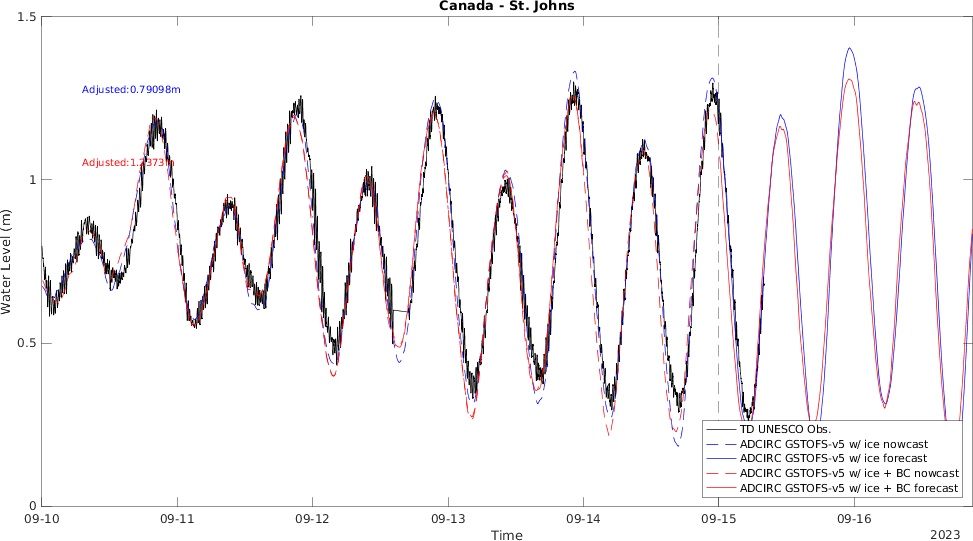 Canada - St. Johns
1.5
Adjusted:0.79098m
Adjusted:1.
1
Water Level (m)
0.5
TD UNESCO Obs.
ADCIRC GSTOFS-v5 w/ ice nowcast
ADCIRC GSTOFS-v5 w/ ice forecast
ADCIRC GSTOFS-v5 w/ ice + BC nowcast
ADCIRC GSTOFS-v5 w/ ice + BC forecast
0
09-10 09-11 09-12 09-13 09-14 09-15 09-16
Time
2023